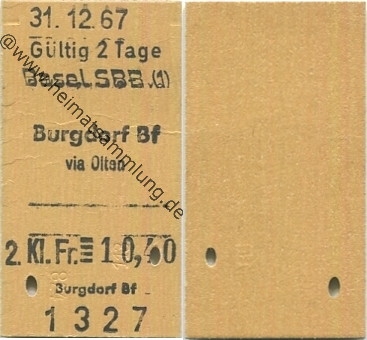 31.12.67
Gültig 2 Tage
Basel SBB (1)
Burgdorf Bf
via Olten
2. Kl. Fr. 10,40
Burgdorf Bf
1327
@www.heimatsammlung.de